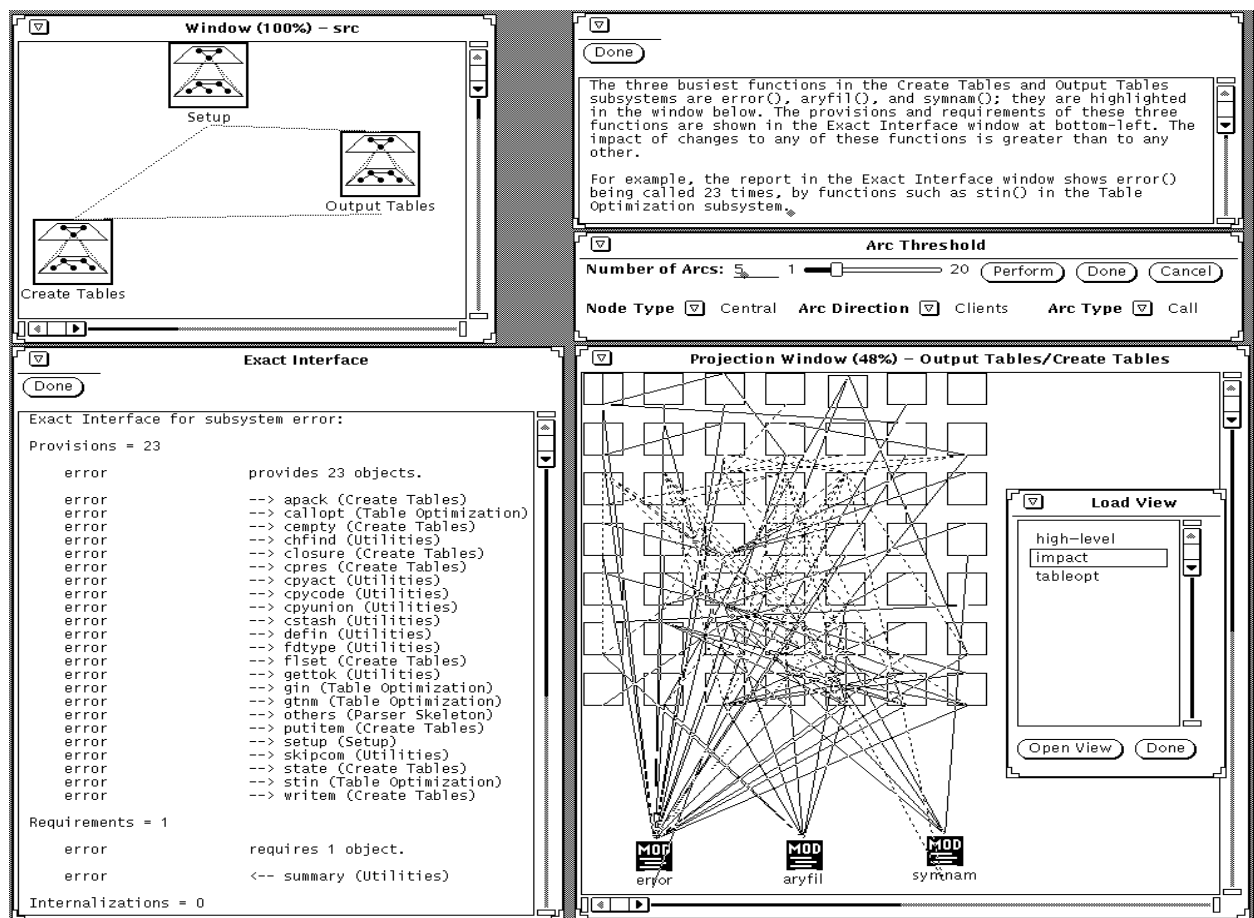 Window (100%) – src
Setup
Output Tables
Create Tables
Done
The three busiest functions in the Create Tables and Output Tables
subsystems are error(), aryfil(), and symnam(); they are highlighted
in the window below. The provisions and requirements of these three
functions are shown in the Exact Interface window at bottom-left. The
impact of changes to any of these functions is greater than to any
other.
For example, the report in the Exact Interface window shows error()
being called 23 times, by functions such as stin() in the Table
Optimization subsystem.
Arc Threshold
Number of Arcs: 5 1 20 Perform Done Cancel
Node Type Central Arc Direction Clients Arc Type Call
Exact Interface
Done
Exact Interface for subsystem error:
Provisions = 23
error provides 23 objects.
error --> apack (Create Tables)
error --> callopt (Table Optimization)
error --> cempty (Create Tables)
error --> chfind (Utilities)
error --> closure (Create Tables)
error --> cpres (Create Tables)
error --> cpyact (Utilities)
error --> cpycode (Utilities)
error --> cpyunion (Utilities)
error --> cstash (Utilities)
error --> defin (Utilities)
error --> fdtype (Utilities)
error --> flset (Create Tables)
error --> gettok (Utilities)
error --> gin (Table Optimization)
error --> gtnm (Table Optimization)
error --> others (Parser Skeleton)
error --> putitem (Create Tables)
error --> setup (Setup)
error --> skipcom (Utilities)
error --> state (Create Tables)
error --> stin (Table Optimization)
error --> writem (Create Tables)
Requirements = 1
error requires 1 object.
error <-- summary (Utilities)
Internalizations = 0
Projection Window (48%) – Output Tables/Create Tables
MOD
error
MOD
aryfil
MOD
symnam
Load View
high–level
impact
tableopt
Open View Done